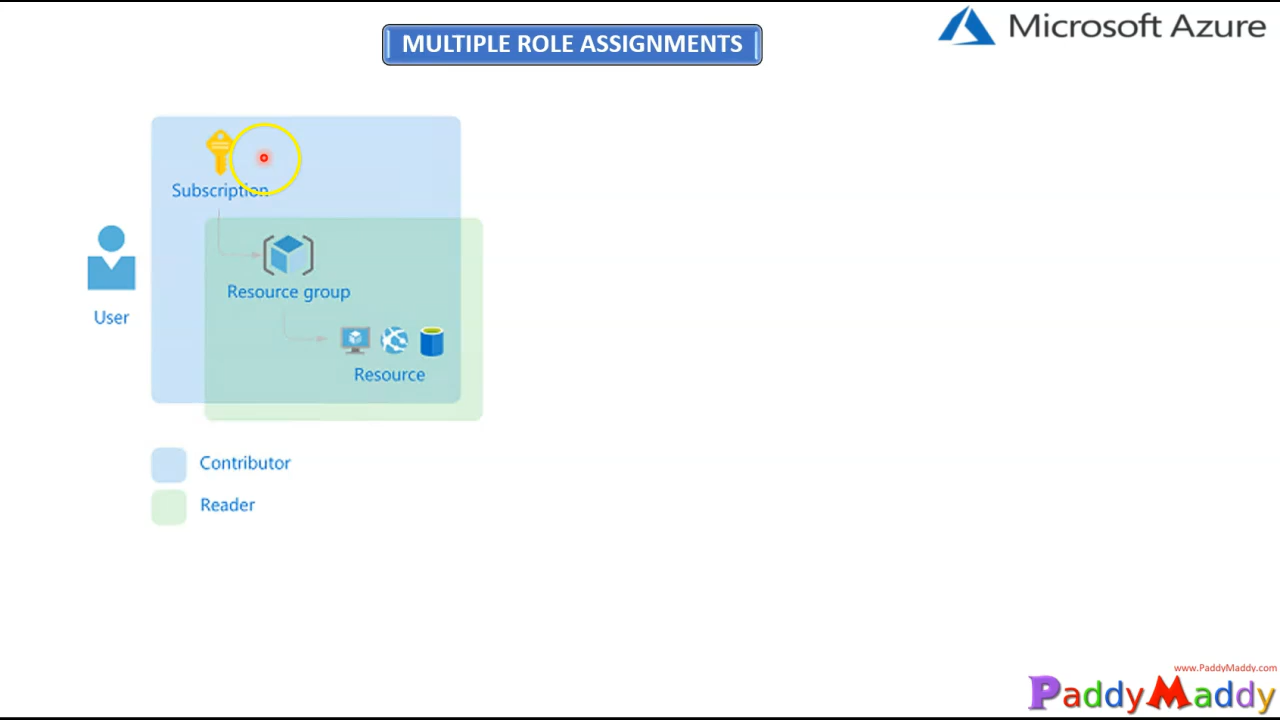 MULTIPLE ROLE ASSIGNMENTS
Microsoft Azure
Subscription
Resource group
User
Resource
Contributor
Reader
www.PaddyMaddy.com
PaddyMaddy